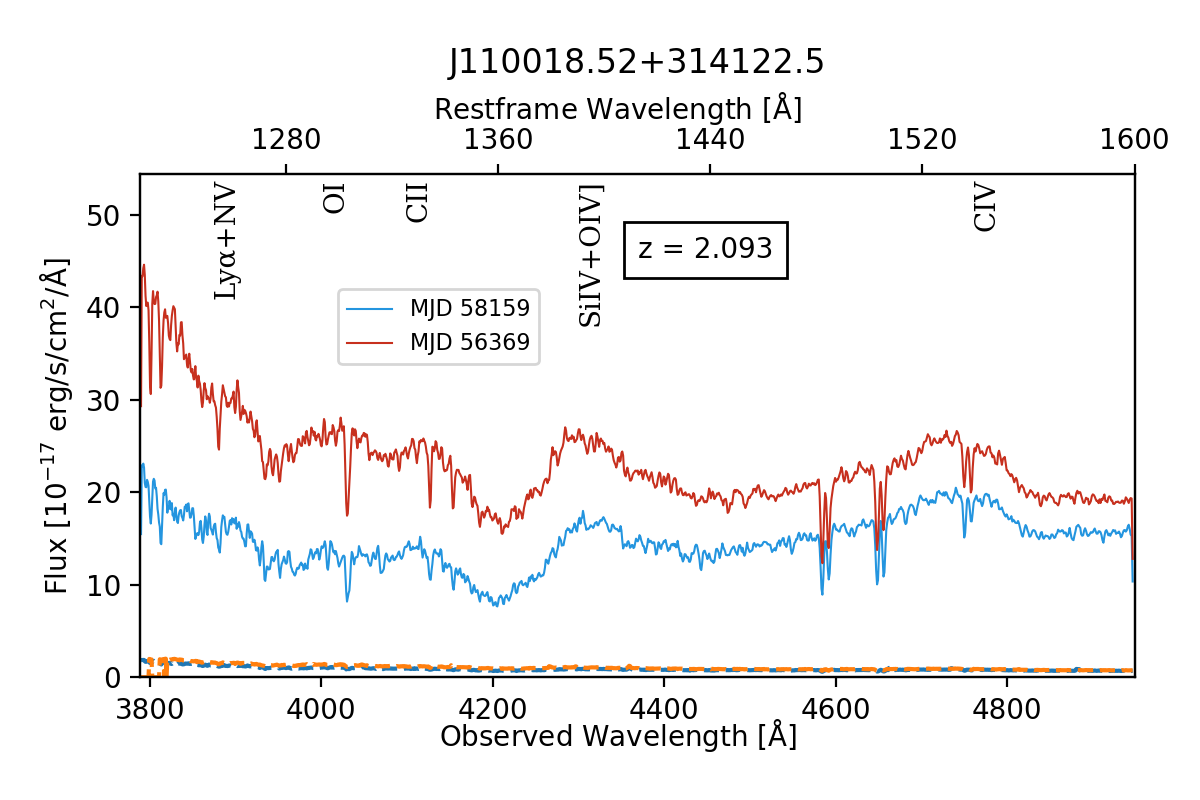 J110018.52+314122.5
Restframe Wavelength [Å]
1280 1360 1440 1520 1600
Lyα+NV
OI
CII
SiIV+OIV]
CIV
z = 2.093
MJD 58159
MJD 56369
50
40
30
20
10
0
Flux [10⁻¹⁷ erg/s/cm²/Å]
3800 4000 4200 4400 4600 4800
Observed Wavelength [Å]